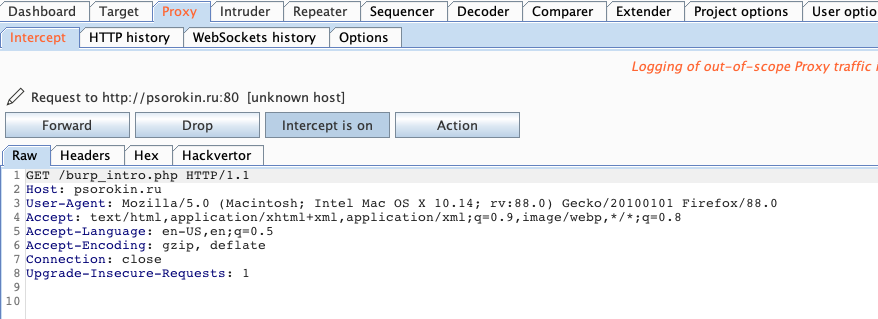 Dashboard Target Proxy Intruder Repeater Sequencer Decoder Comparer Extender Project options User optio
Intercept HTTP history WebSockets history Options
Logging of out-of-scope Proxy traffic
Request to http://psorokin.ru:80 [unknown host]
Forward Drop Intercept is on Action
Raw Headers Hex Hackvertor
1 GET /burp_intro.php HTTP/1.1
2 Host: psorokin.ru
3 User-Agent: Mozilla/5.0 (Macintosh; Intel Mac OS X 10.14; rv:88.0) Gecko/20100101 Firefox/88.0
4 Accept: text/html,application/xhtml+xml,application/xml;q=0.9,image/webp,*/*;q=0.8
5 Accept-Language: en-US,en;q=0.5
6 Accept-Encoding: gzip, deflate
7 Connection: close
8 Upgrade-Insecure-Requests: 1
9
10